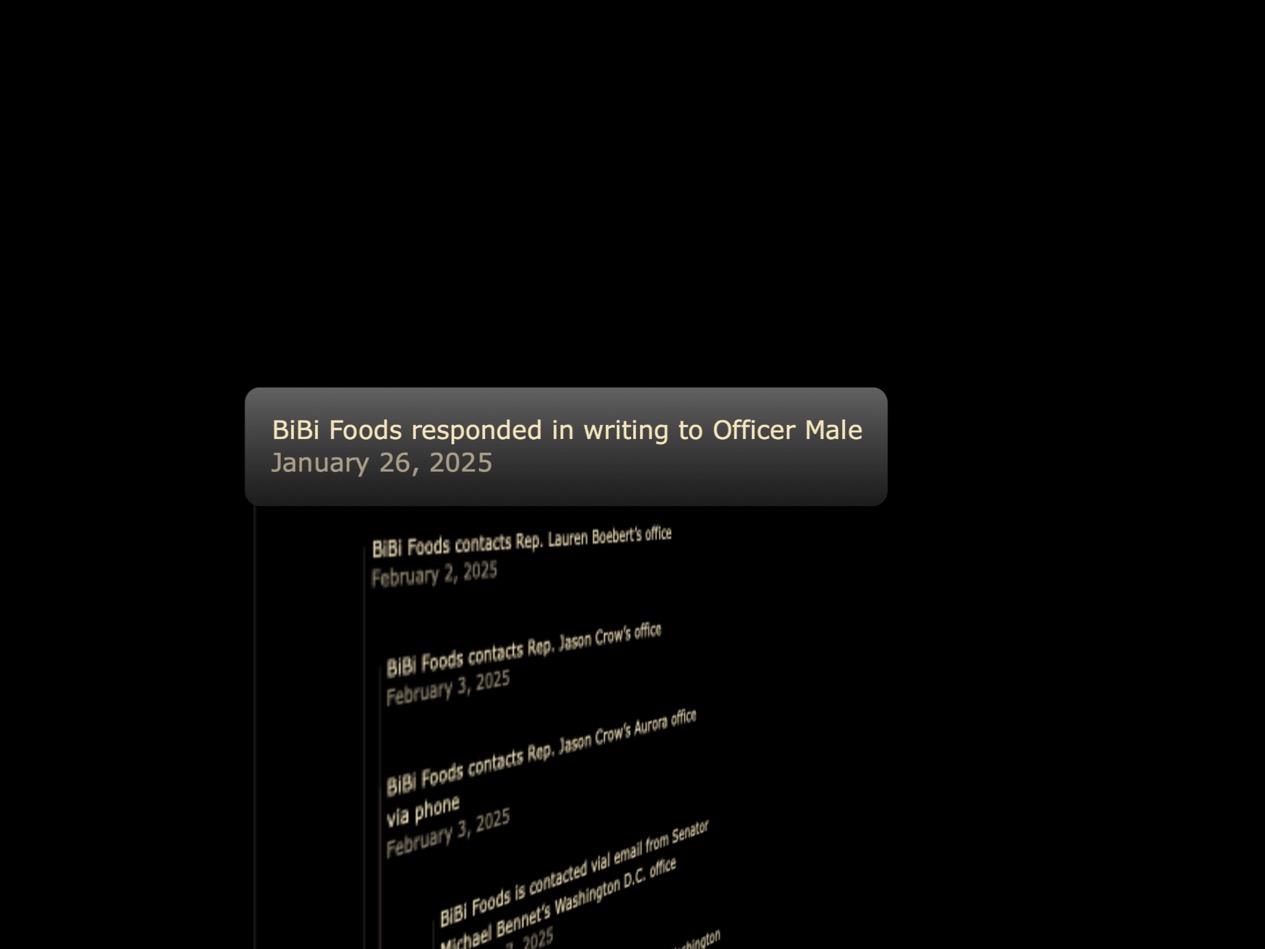 BiBi Foods responded in writing to Officer Male
January 26, 2025
BiBi Foods contacts Rep. Lauren Boebert's office
February 2, 2025
BiBi Foods contacts Rep. Jason Crow's office
February 3, 2025
BiBi Foods contacts Rep. Jason Crow's Aurora office
via phone
February 3, 2025
BiBi Foods is contacted vial email from Senator
Michael Bennet's Washington D.C. office
7, 2025